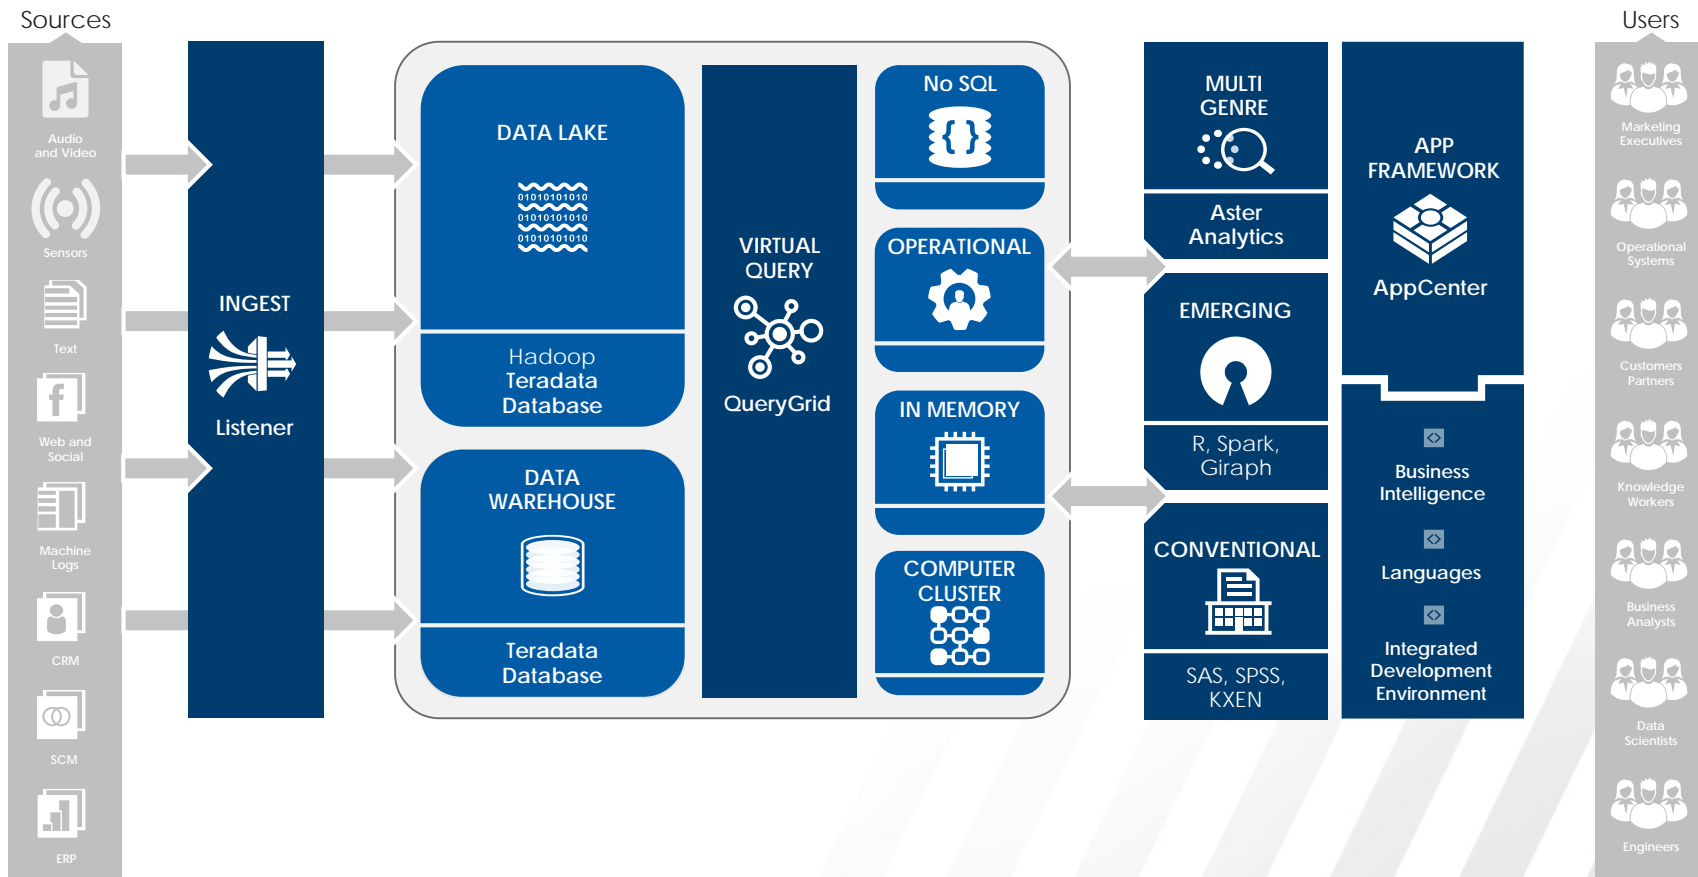 Sources
Audio
and Video
Sensors
Text
Web and
Social
Machine
Logs
CRM
SCM
ERP
INGEST
Listener
DATA LAKE
01010101010
01010101010
01010101010
Hadoop
Teradata
Database
DATA
WAREHOUSE
Teradata
Database
VIRTUAL
QUERY
QueryGrid
No SQL
{ }
OPERATIONAL
IN MEMORY
COMPUTER
CLUSTER
MULTI
GENRE
Aster
Analytics
EMERGING
R, Spark,
Giraph
CONVENTIONAL
SAS, SPSS,
KXEN
APP
FRAMEWORK
AppCenter
Business
Intelligence
Languages
Integrated
Development
Environment
Users
Marketing
Executives
Operational
Systems
Customers
Partners
Knowledge
Workers
Business
Analysts
Data
Scientists
Engineers